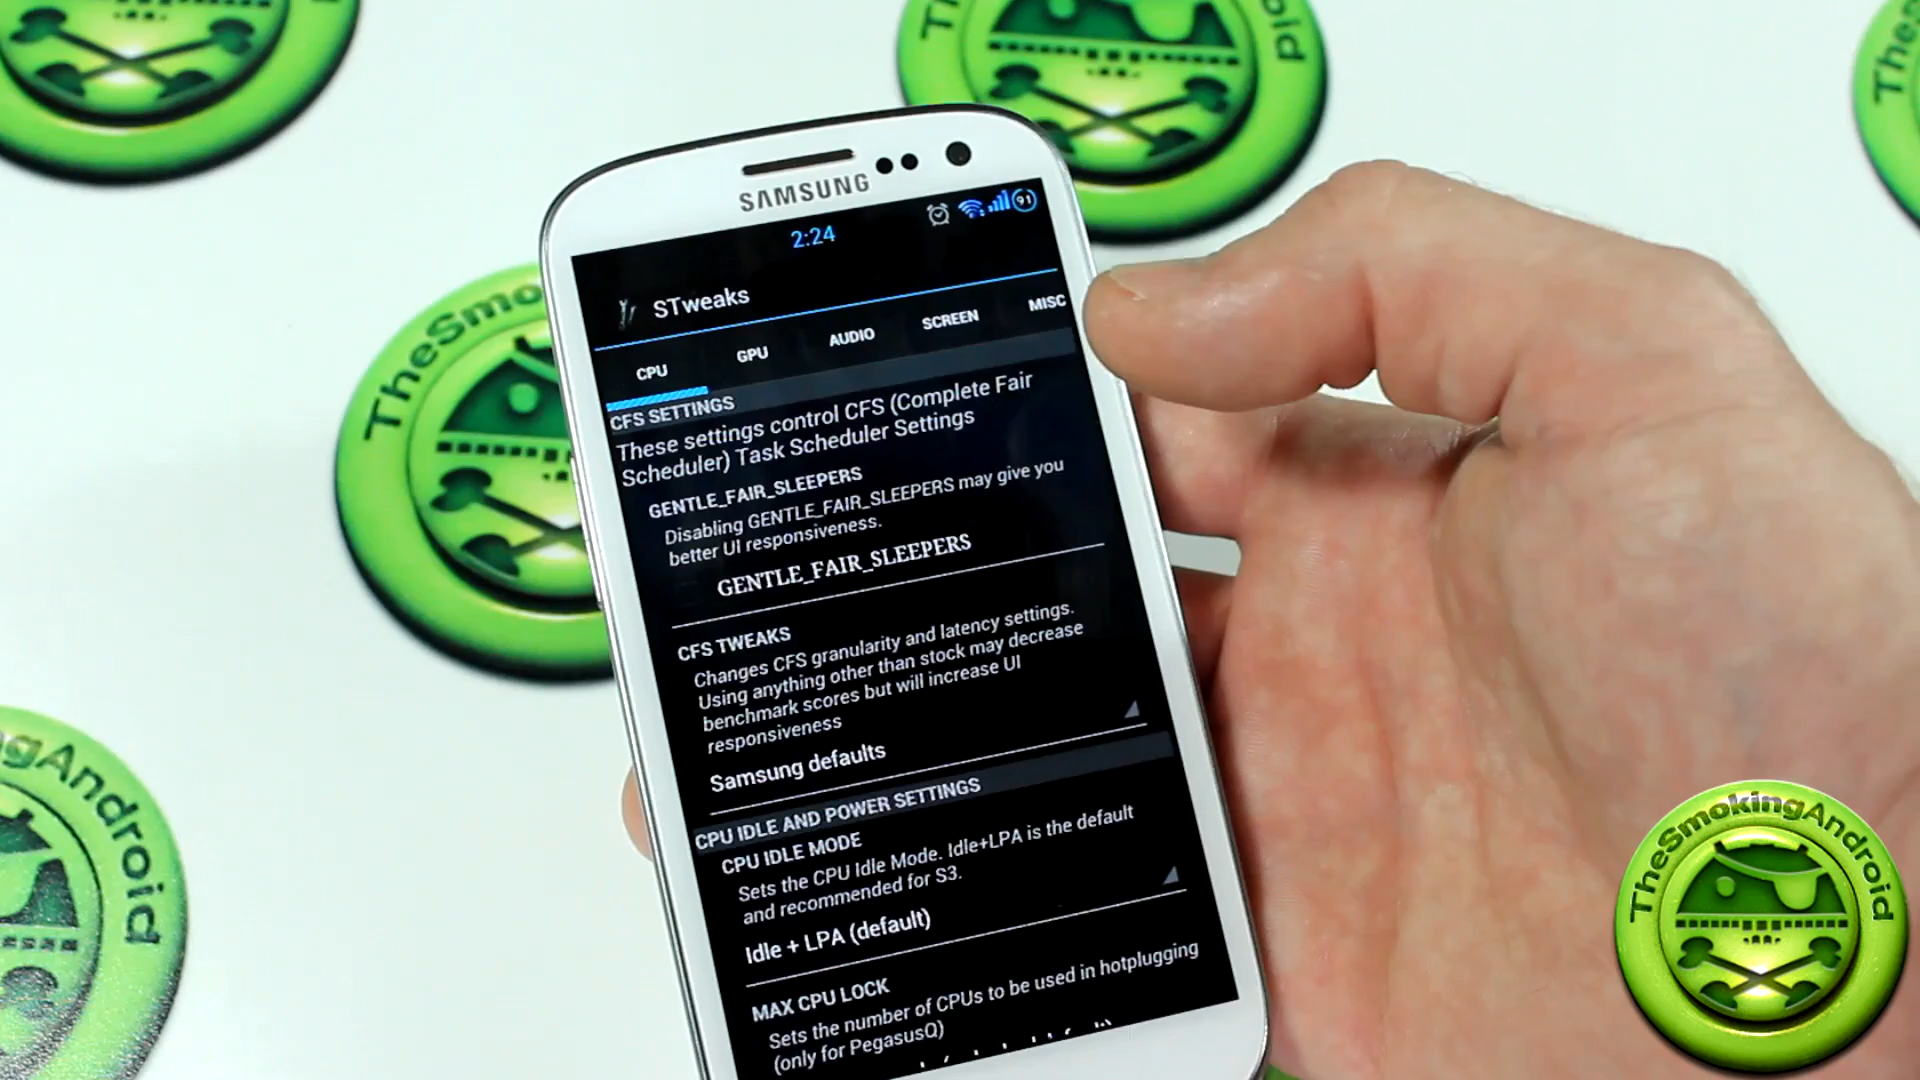 SAMSUNG
91
2:24
STweaks
CPU GPU AUDIO SCREEN MISC
CFS SETTINGS
These settings control CFS (Complete Fair
Scheduler) Task Scheduler Settings
GENTLE_FAIR_SLEEPERS
Disabling GENTLE_FAIR_SLEEPERS may give you
better UI responsiveness.
GENTLE_FAIR_SLEEPERS
CFS TWEAKS
Changes CFS granularity and latency settings.
Using anything other than stock may decrease
benchmark scores but will increase UI
responsiveness
Samsung defaults
CPU IDLE AND POWER SETTINGS
CPU IDLE MODE
Sets the CPU Idle Mode. Idle+LPA is the default
and recommended for S3.
Idle + LPA (default)
MAX CPU LOCK
Sets the number of CPUs to be used in hotplugging
(only for PegasusQ)
TheSmokingAndroid